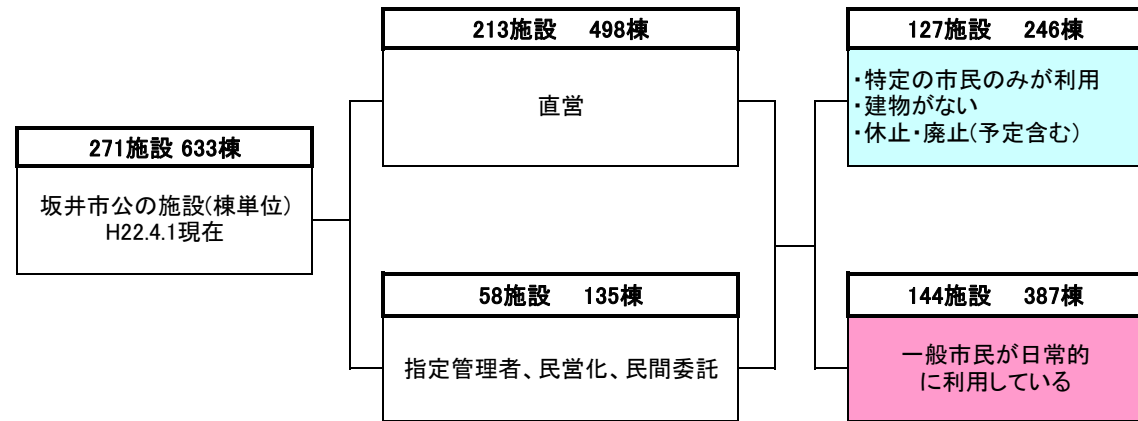 271施設 633棟
坂井市公の施設(棟単位)
H22.4.1現在
213施設 498棟
直営
58施設 135棟
指定管理者、民営化、民間委託
127施設 246棟
・特定の市民のみが利用
・建物がない
・休止・廃止(予定含む)
144施設 387棟
一般市民が日常的
に利用している